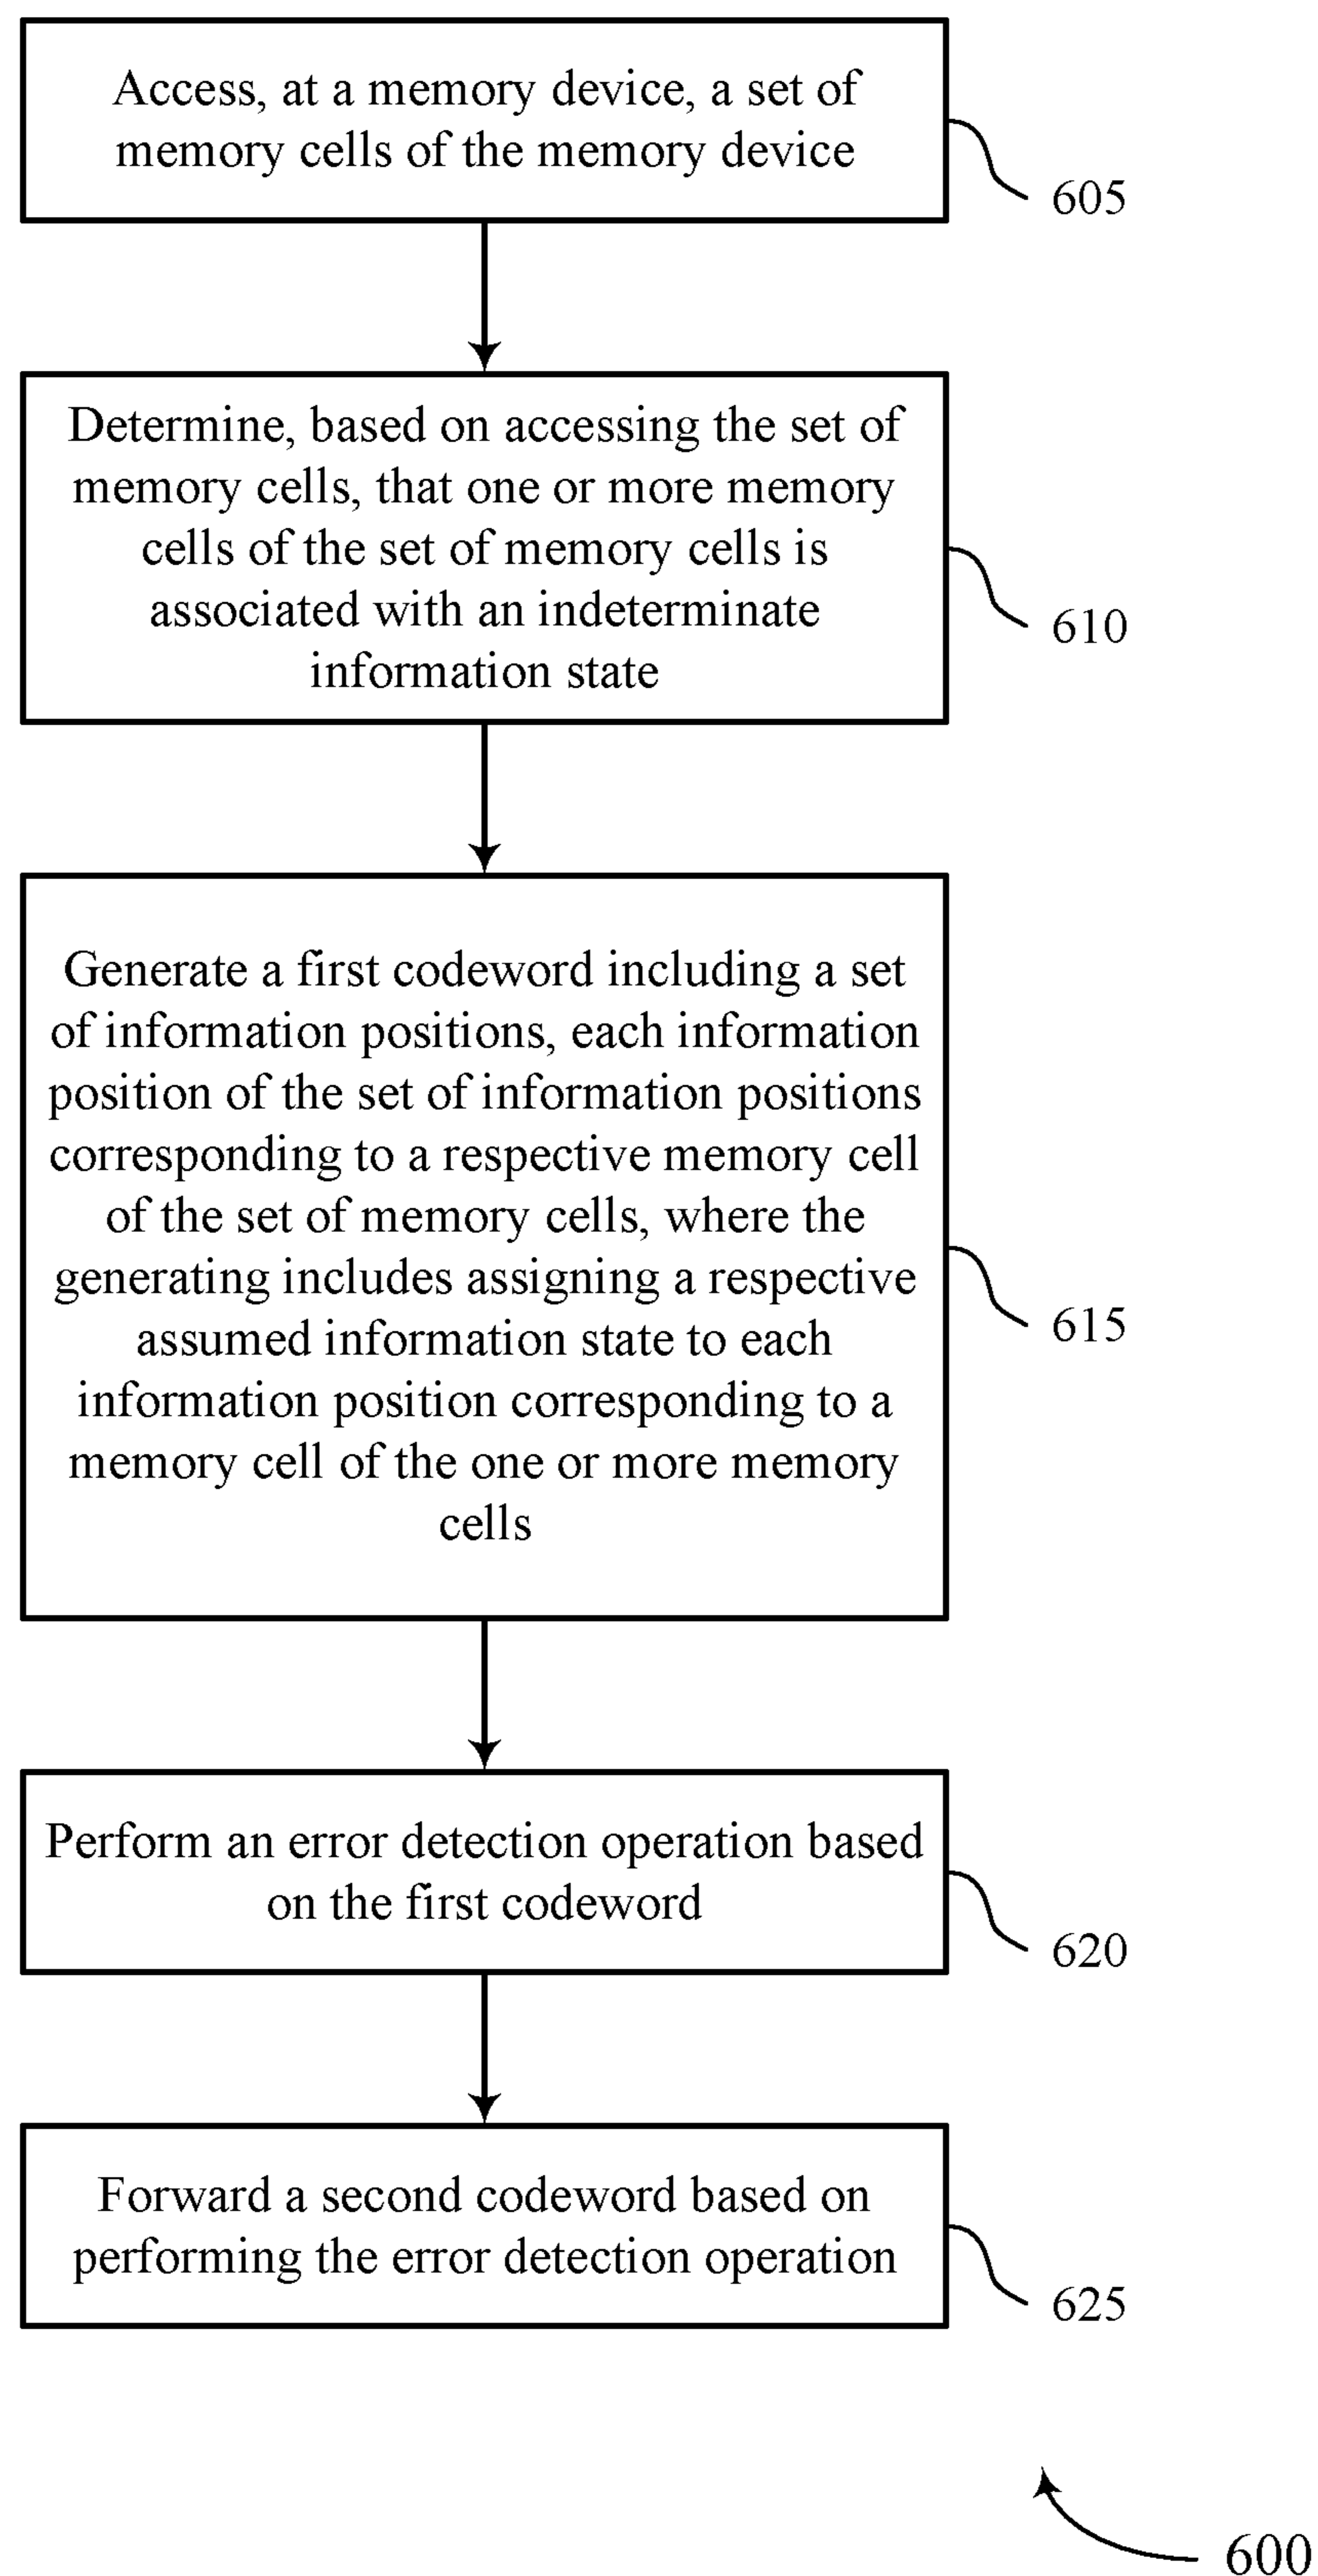 Access, at a memory device, a set of
memory cells of the memory device
605
Determine, based on accessing the set of
memory cells, that one or more memory
cells of the set of memory cells is
associated with an indeterminate
information state
610
Generate a first codeword including a set
of information positions, each information
position of the set of information positions
corresponding to a respective memory cell
of the set of memory cells, where the
generating includes assigning a respective
assumed information state to each
information position corresponding to a
memory cell of the one or more memory
cells
615
Perform an error detection operation based
on the first codeword
620
Forward a second codeword based on
performing the error detection operation
625
600